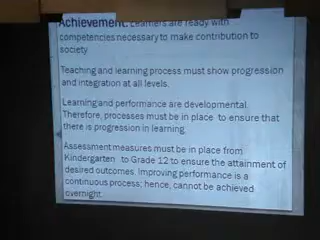 Achievement: Learners are ready with
competencies necessary to make contribution to
society
Teaching and learning process must show progression
and integration at all levels.
Learning and performance are developmental.
Therefore, processes must be in place to ensure that
there is progression in learning.
Assessment measures must be in place from
Kindergarten to Grade 12 to ensure the attainment of
desired outcomes. Improving performance is a
continuous process; hence, cannot be achieved
overnight.